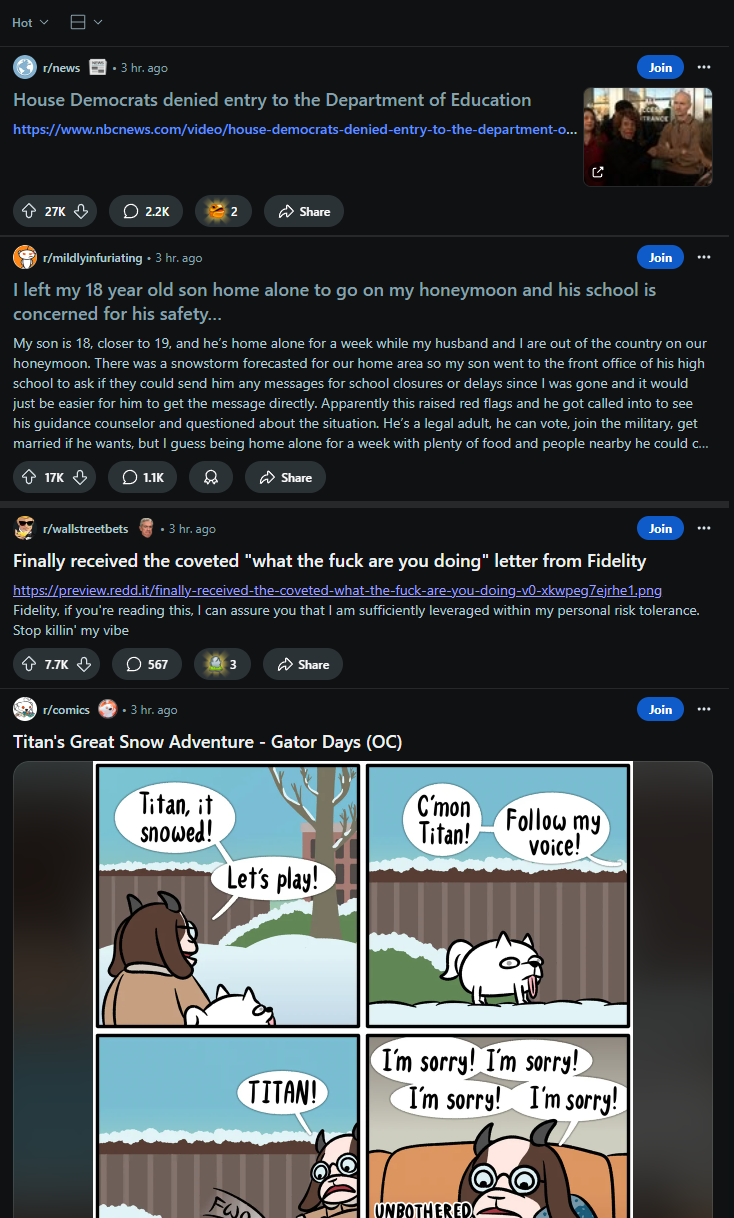 Hot
r/news • 3 hr. ago
Join
House Democrats denied entry to the Department of Education
https://www.nbcnews.com/video/house-democrats-denied-entry-to-the-department-o...
27K
2.2K
2
Share
r/mildlyinfuriating • 3 hr. ago
Join
I left my 18 year old son home alone to go on my honeymoon and his school is
concerned for his safety...
My son is 18, closer to 19, and he’s home alone for a week while my husband and I are out of the country on our
honeymoon. There was a snowstorm forecasted for our home area so my son went to the front office of his high
school to ask if they could send him any messages for school closures or delays since I was gone and it would
just be easier for him to get the message directly. Apparently this raised red flags and he got called into to see
his guidance counselor and questioned about the situation. He’s a legal adult, he can vote, join the military, get
married if he wants, but I guess being home alone for a week with plenty of food and people nearby he could c...
17K
1.1K
Share
r/wallstreetbets • 3 hr. ago
Join
Finally received the coveted "what the fuck are you doing" letter from Fidelity
https://preview.redd.it/finally-received-the-coveted-what-the-fuck-are-you-doing-v0-xkwpeg7ejrhe1.png
Fidelity, if you're reading this, I can assure you that I am sufficiently leveraged within my personal risk tolerance.
Stop killin' my vibe
7.7K
567
3
Share
r/comics • 3 hr. ago
Join
Titan's Great Snow Adventure - Gator Days (OC)
Titan, it
snowed!
Let's play!
C'mon
Titan!
Follow my
voice!
TITAN!
I'm sorry! I'm sorry!
I'm sorry! I'm sorry!
UNBOTHERED